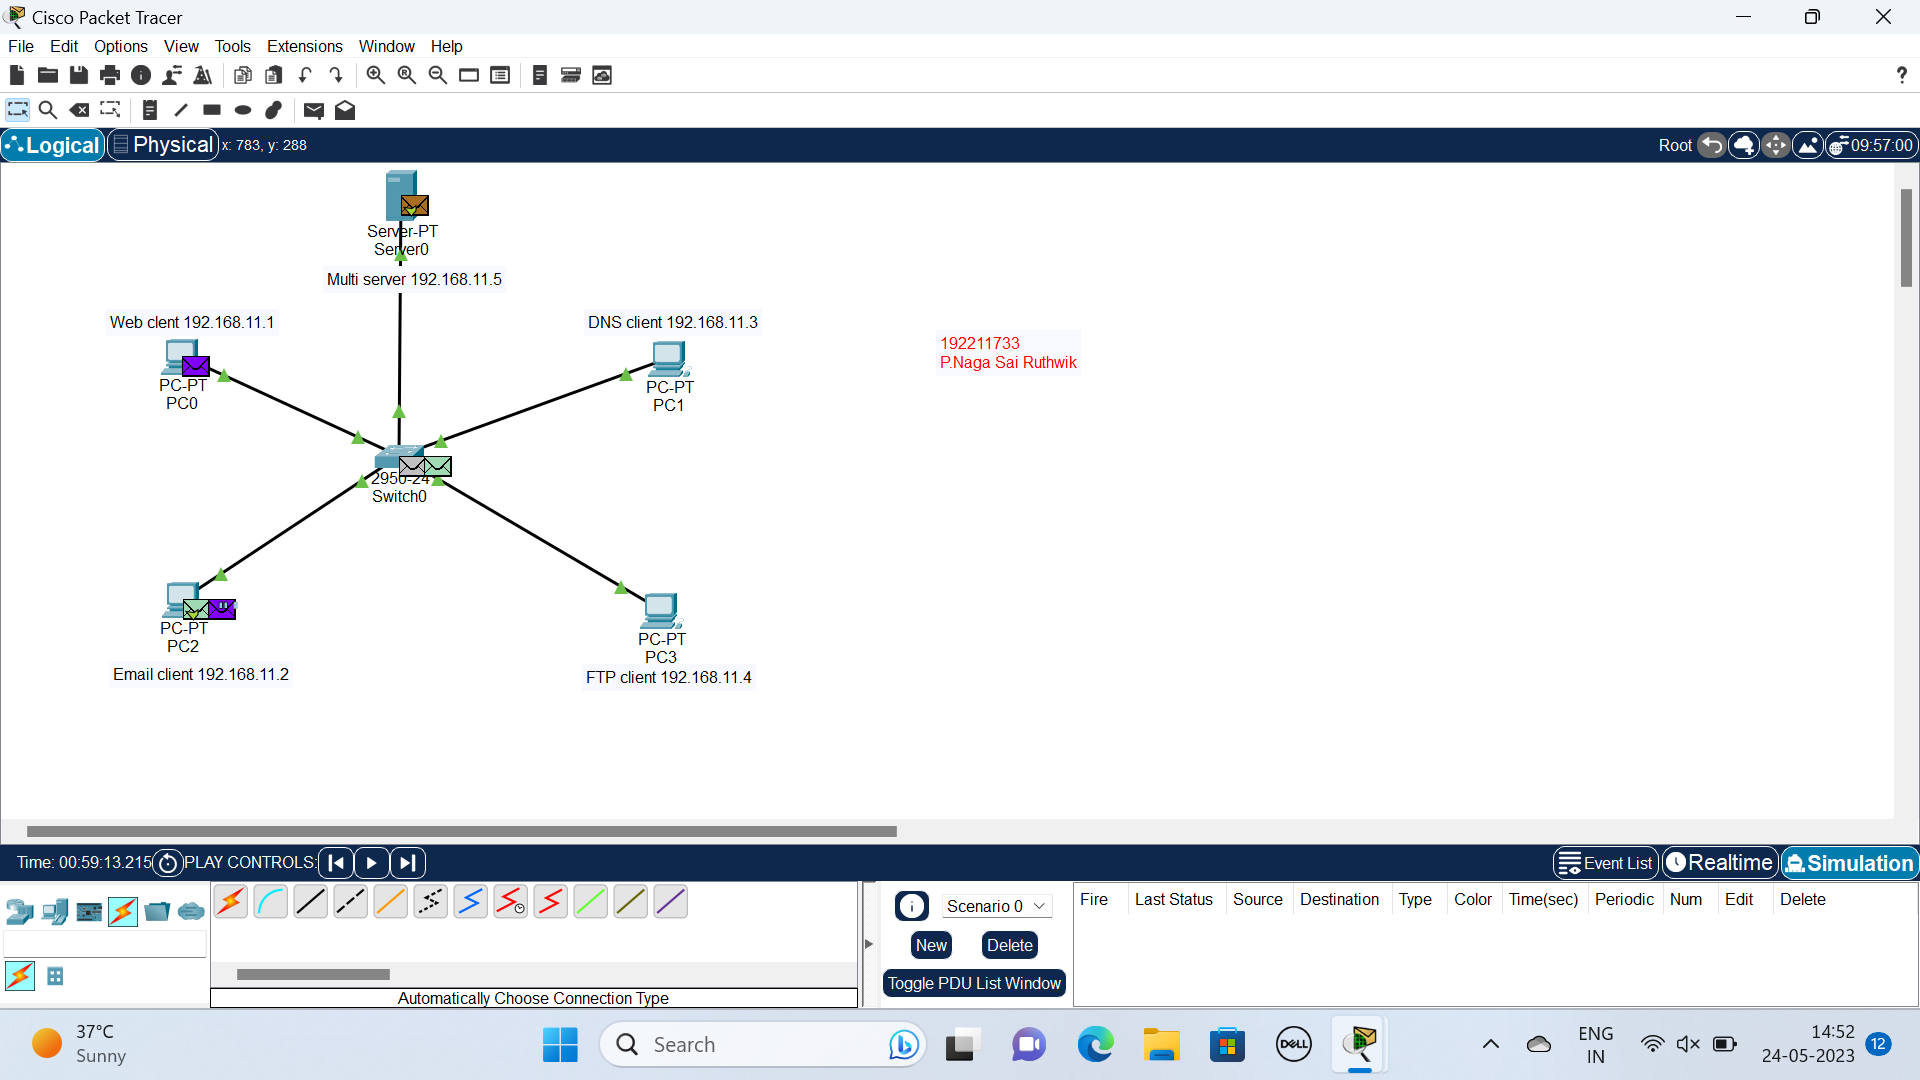 Cisco Packet Tracer
File Edit Options View Tools Extensions Window Help
?
Logical Physical x: 783, y: 288 Root 09:57:00
Server-PT
Server0
Multi server 192.168.11.5
Web clent 192.168.11.1
DNS client 192.168.11.3
192211733
P.Naga Sai Ruthwik
PC-PT
PC0
PC-PT
PC1
2950-24
Switch0
PC-PT
PC2
Email client 192.168.11.2
PC-PT
PC3
FTP client 192.168.11.4
Time: 00:59:13.215 PLAY CONTROLS: Event List Realtime Simulation
Scenario 0
New Delete
Toggle PDU List Window
Fire Last Status Source Destination Type Color Time(sec) Periodic Num Edit Delete
Automatically Choose Connection Type
37°C
Sunny
Search
DELL
ENG
IN
14:52
24-05-2023
12